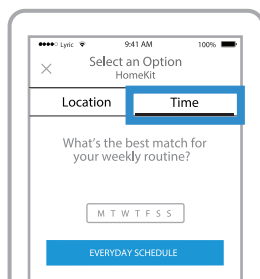 Lyric 9:41 AM 100%
Select an Option
HomeKit
Location Time
What's the best match for
your weekly routine?
M T W T F S S
EVERYDAY SCHEDULE